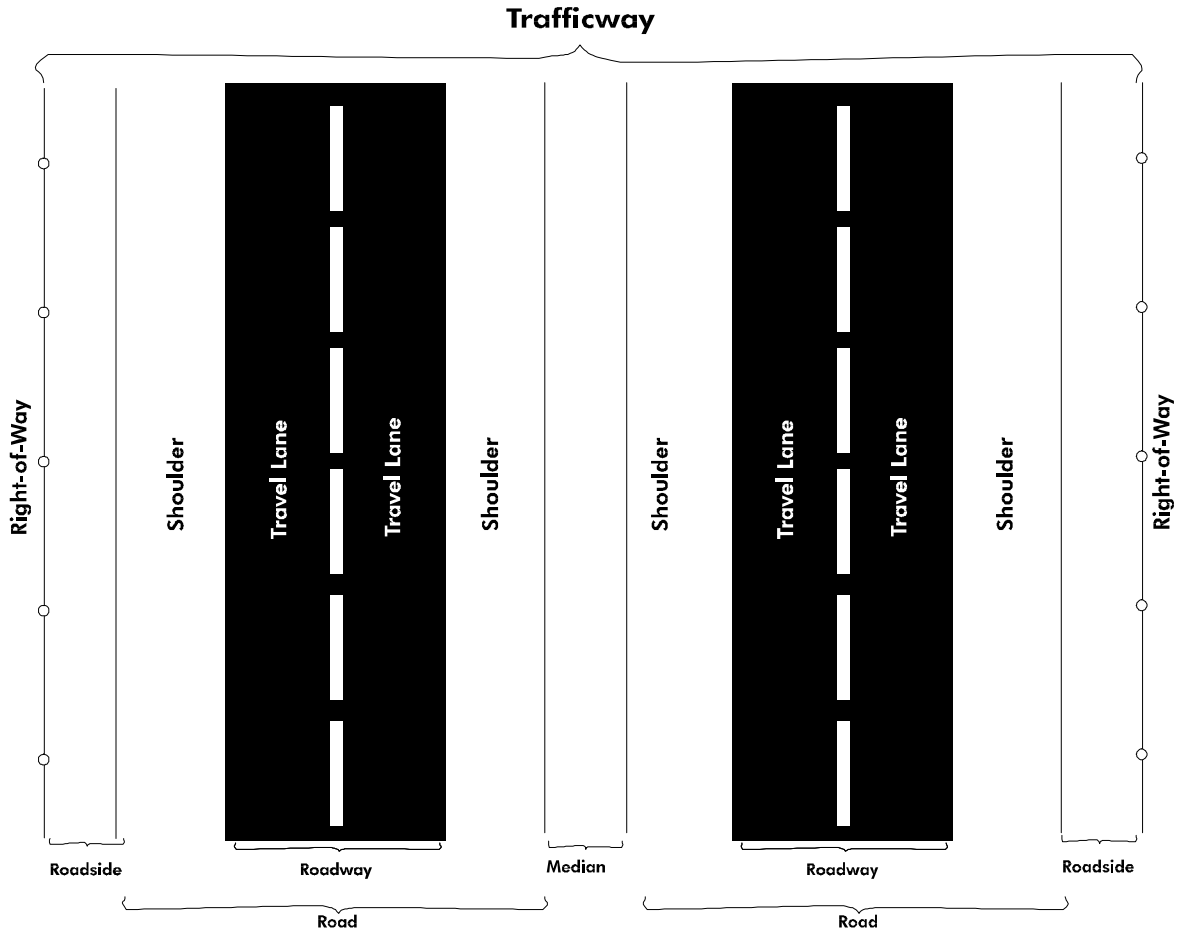 Trafficway
Right-of-Way
Shoulder
Travel Lane
Travel Lane
Shoulder
Shoulder
Travel Lane
Travel Lane
Shoulder
Right-of-Way
Roadside
Roadway
Median
Roadway
Roadside
Road
Road